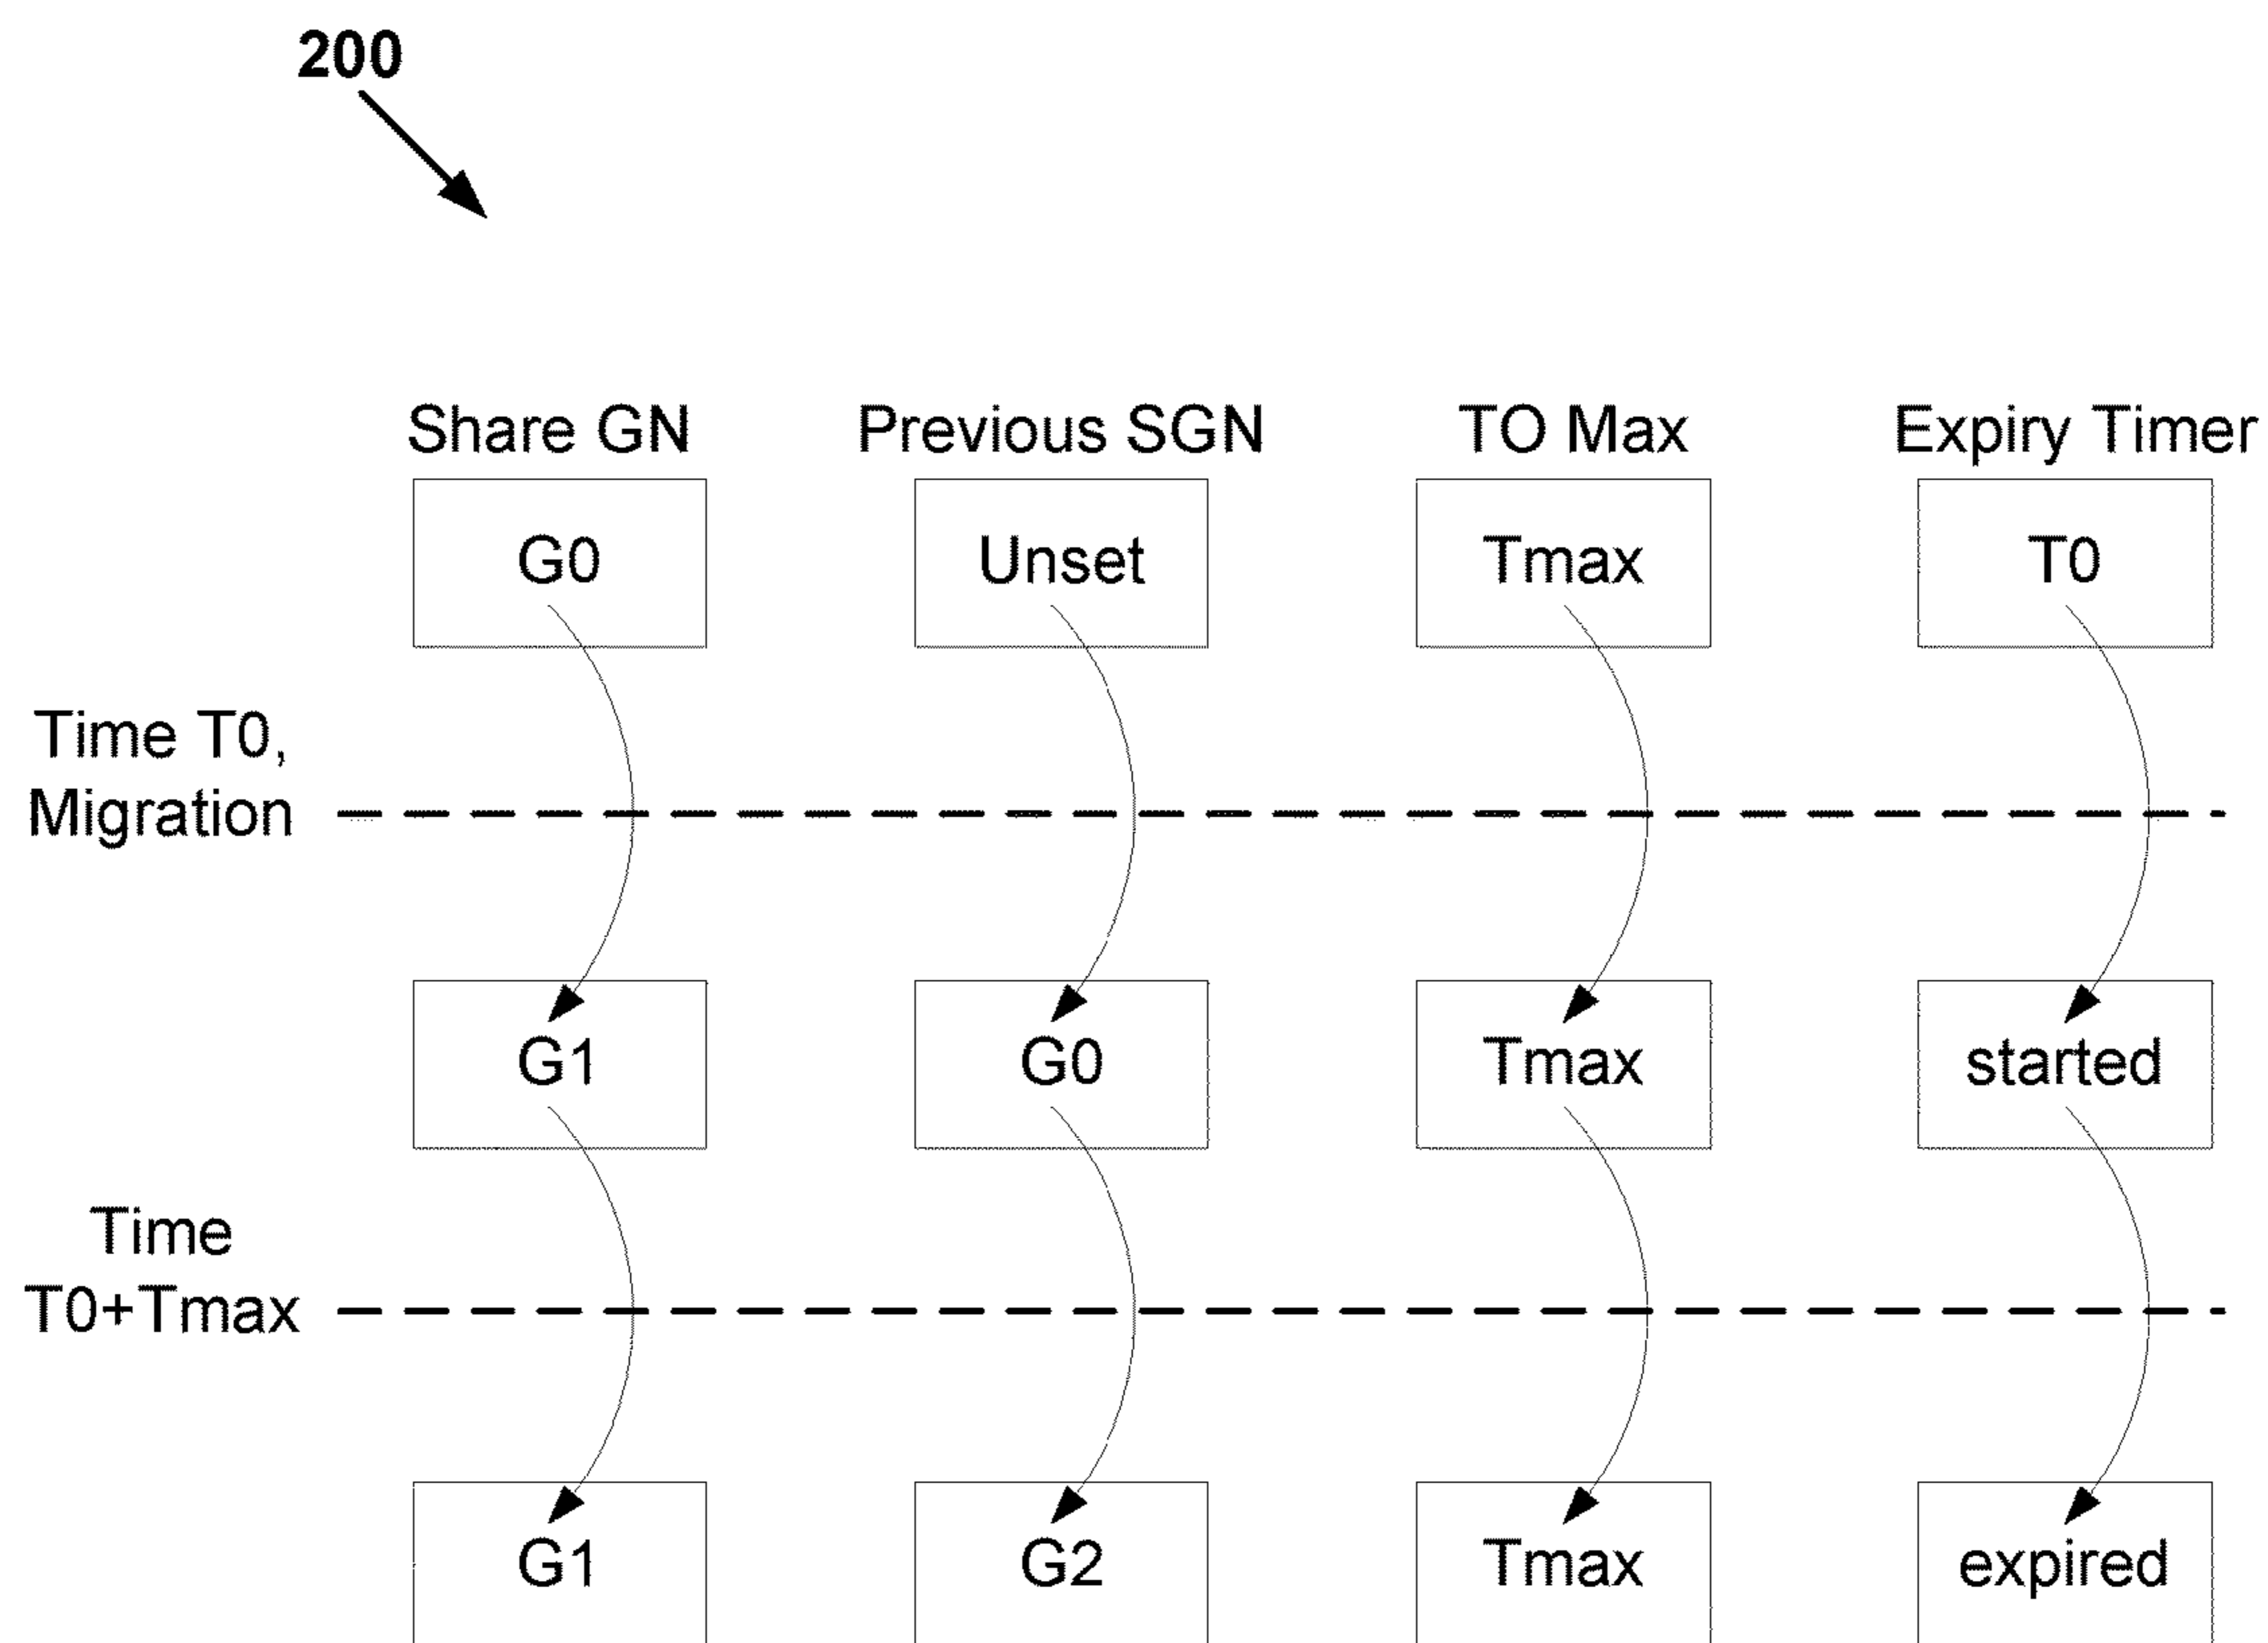 200
Share GN Previous SGN TO Max Expiry Timer
G0 Unset Tmax T0
Time T0,
Migration
G1 G0 Tmax started
Time
T0+Tmax
G1 G2 Tmax expired